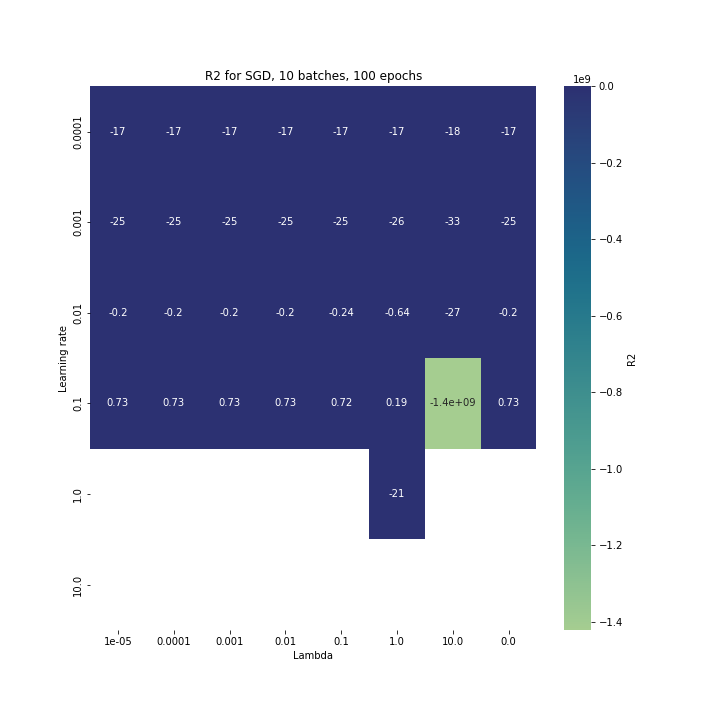 R2 for SGD, 10 batches, 100 epochs
1e9
0.0001 -17 -17 -17 -17 -17 -17 -18 -17
0.001 -25 -25 -25 -25 -25 -26 -33 -25
0.01 -0.2 -0.2 -0.2 -0.2 -0.24 -0.64 -27 -0.2
0.1 0.73 0.73 0.73 0.73 0.72 0.19 -1.4e+09 0.73
1.0 -21
10.0
Learning rate
1e-05 0.0001 0.001 0.01 0.1 1.0 10.0 0.0
Lambda
0.0
−0.2
−0.4
−0.6
−0.8
−1.0
−1.2
−1.4
R2